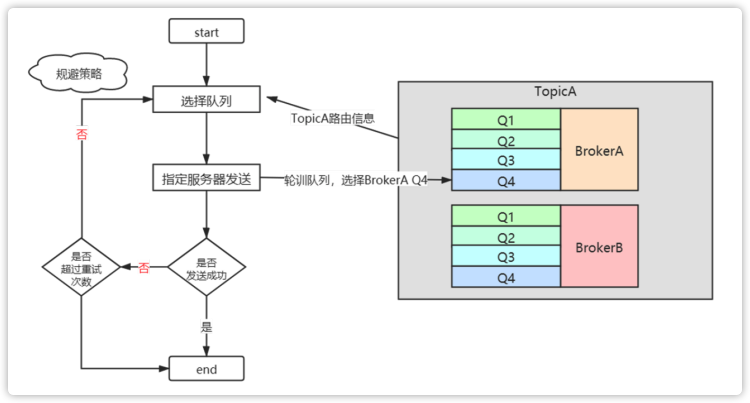 start
规避策略
选择队列
否
TopicA路由信息
指定服务器发送
轮训队列，选择BrokerA Q4
是否
超过重试
次数
否
是否
发送成功
是
end
TopicA
Q1
Q2
Q3
Q4
BrokerA
Q1
Q2
Q3
Q4
BrokerB